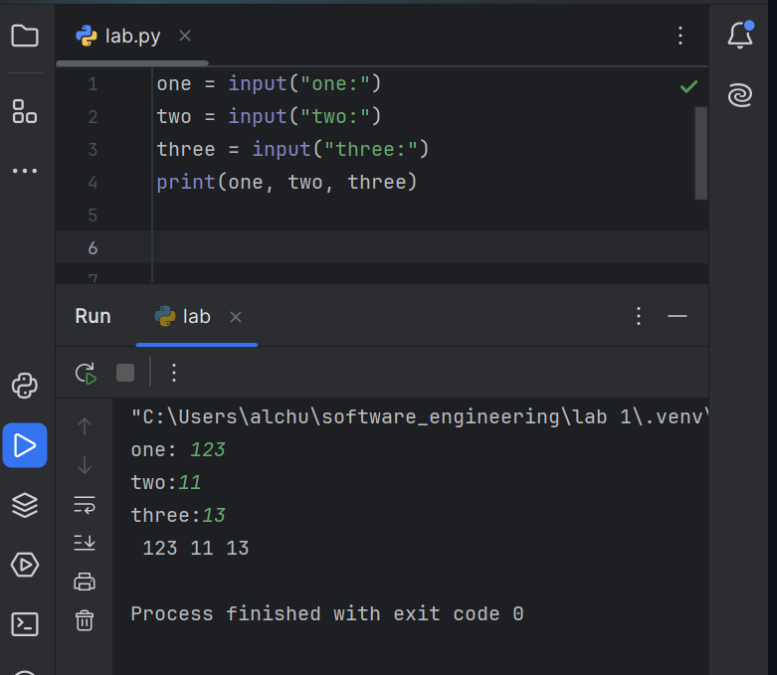 lab.py
1 one = input("one:")
2 two = input("two:")
3 three = input("three:")
4 print(one, two, three)
5
6
7
Run lab
"C:\Users\alchu\software_engineering\lab 1\.venv\
one: 123
two:11
three:13
 123 11 13
Process finished with exit code 0